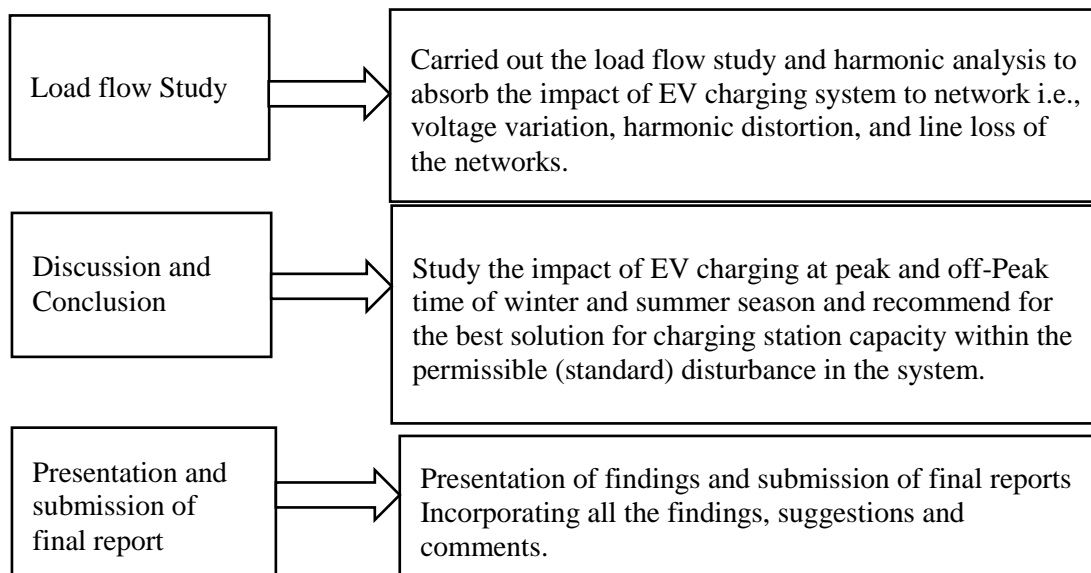 Load flow Study
Carried out the load flow study and harmonic analysis to
absorb the impact of EV charging system to network i.e.,
voltage variation, harmonic distortion, and line loss of
the networks.
Discussion and
Conclusion
Study the impact of EV charging at peak and off-Peak
time of winter and summer season and recommend for
the best solution for charging station capacity within the
permissible (standard) disturbance in the system.
Presentation and
submission of
final report
Presentation of findings and submission of final reports
Incorporating all the findings, suggestions and
comments.